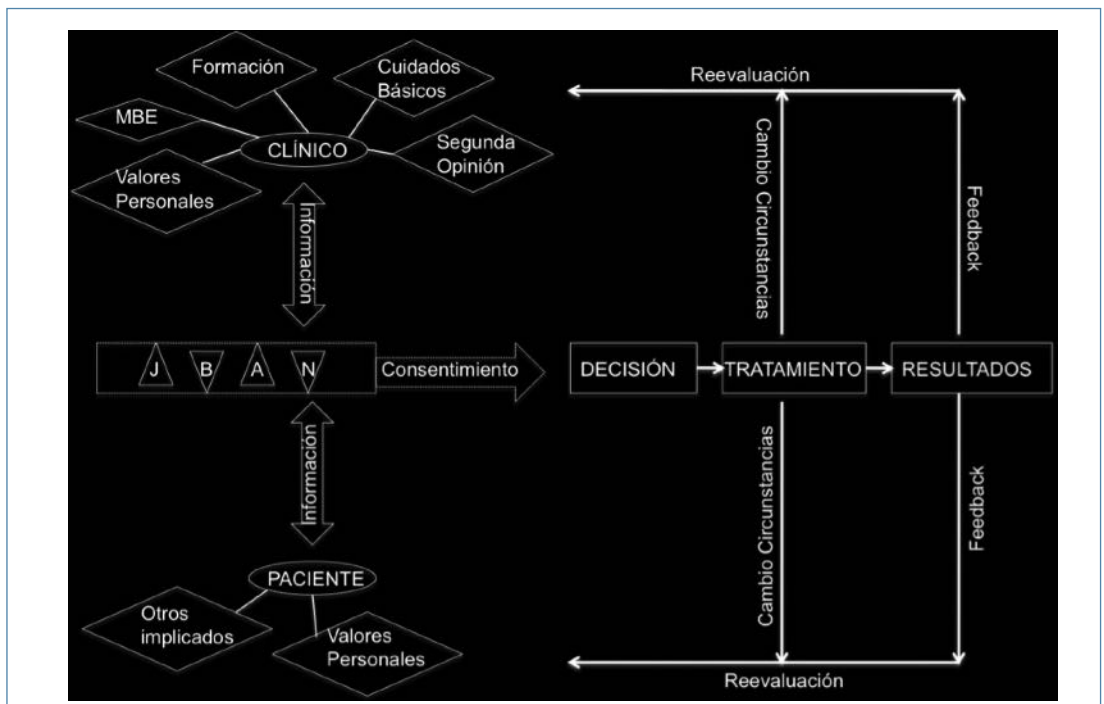 Formación
Cuidados
Básicos
MBE
CLÍNICO
Segunda
Opinión
Valores
Personales
Información
J B A N
Consentimiento
Información
PACIENTE
Otros
implicados
Valores
Personales
Reevaluación
Cambio Circunstancias
Feedback
DECISIÓN
TRATAMIENTO
RESULTADOS
Cambio Circunstancias
Feedback
Reevaluación